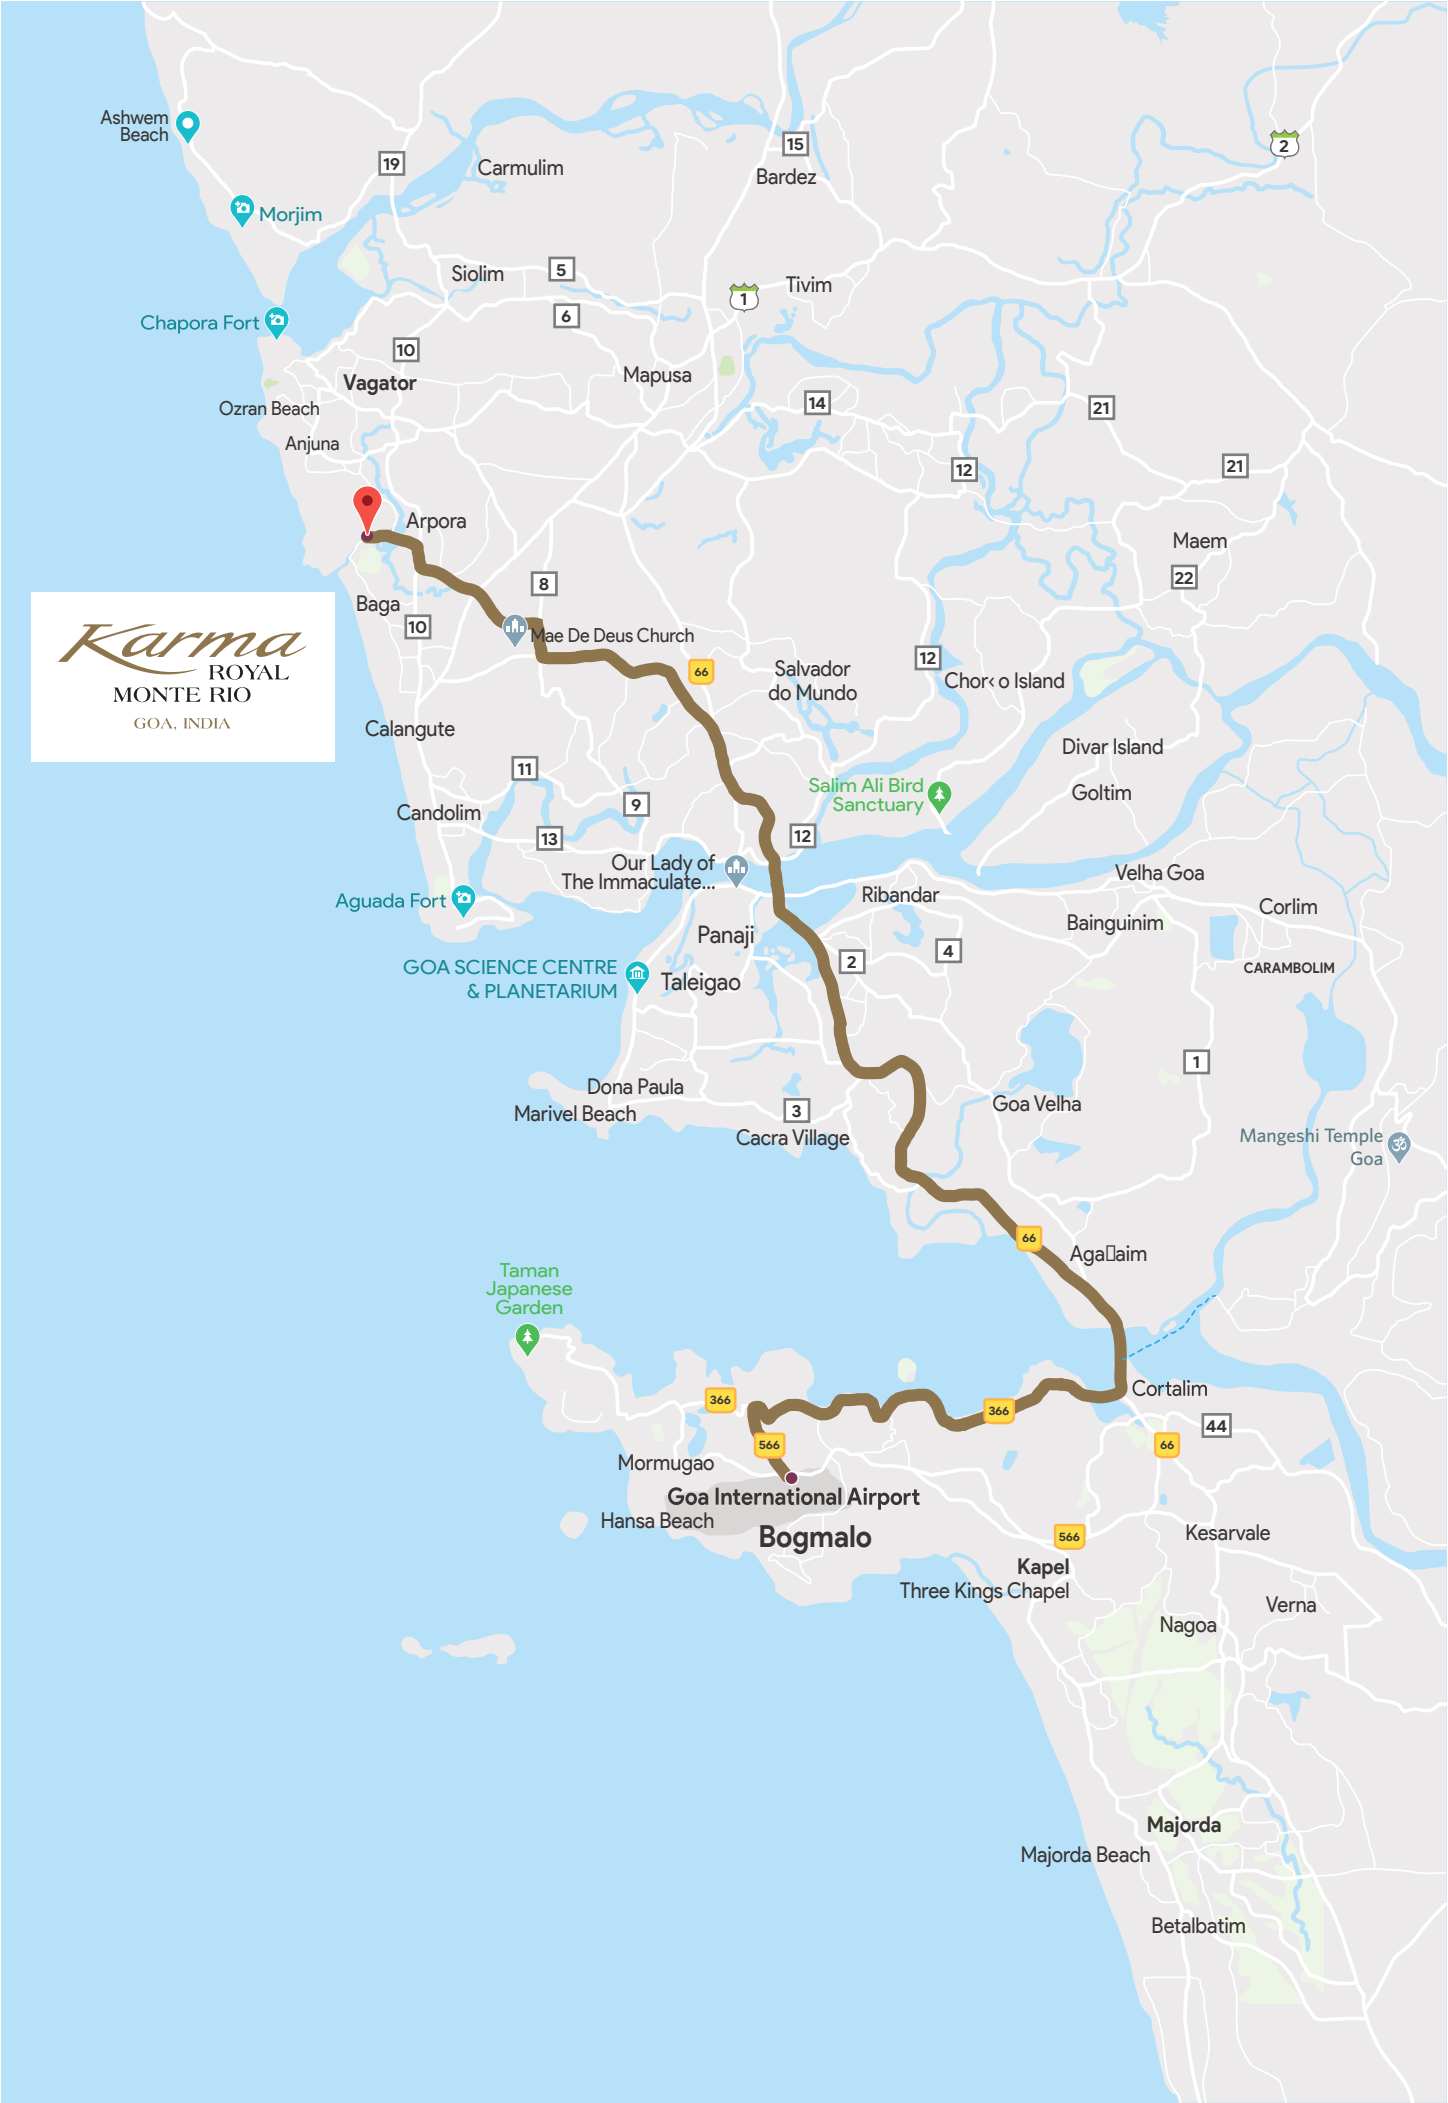 2
Ashwem
Beach
15
19
Carmulim
Bardez
Morjim
Siolim
5
Tivim
1
6
Chapora Fort
10
Vagator
Mapusa
Ozran Beach
14
21
Anjuna
12
21
Arpora
Maem
22
8
Baga
10
Mae De Deus Church
Karma
ROYAL
MONTE RIO
GOA, INDIA
66
Salvador
do Mundo
12
Divar Island
Calangute
11
Salim Ali Bird
Sanctuary
Goltim
9
Candolim
13
12
Our Lady of
The Immaculate...
Velha Goa
Ribandar
Aguada Fort
Corlim
Bainguinim
Panaji
4
2
GOA SCIENCE CENTRE
& PLANETARIUM
Taleigao
CARAMBOLIM
1
Dona Paula
Marivel Beach
3
Goa Velha
Cacra Village
Mangeshi Temple
Goa
66
Taman
Japanese
Garden
Cortalim
366
366
44
566
66
Mormugao
Goa International Airport
Hansa Beach
Bogmalo
566
Kesarvale
Kapel
Three Kings Chapel
Verna
Nagoa
Majorda
Majorda Beach
Betalbatim